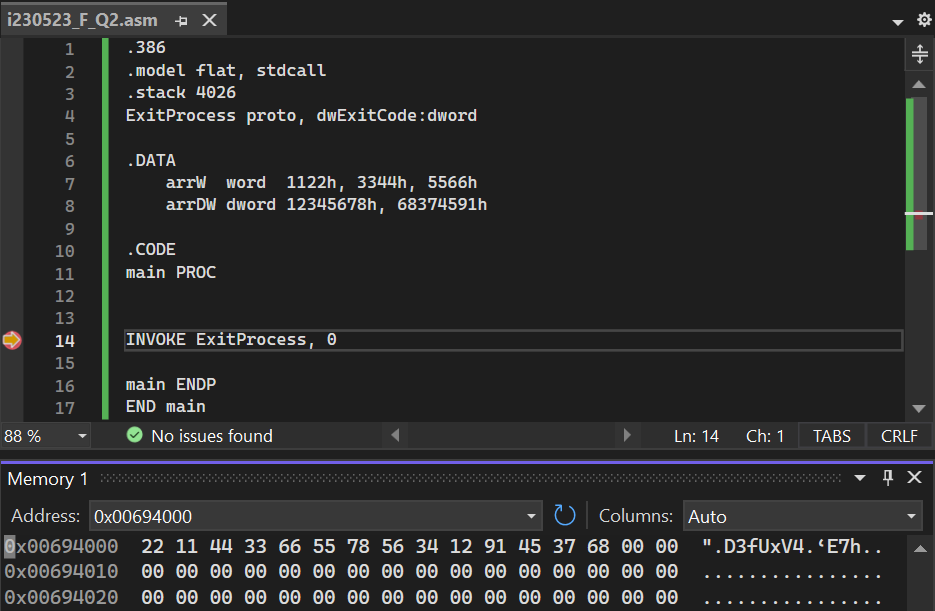 i230523_F_Q2.asm
1 .386
2 .model flat, stdcall
3 .stack 4026
4 ExitProcess proto, dwExitCode:dword
5
6 .DATA
7 arrW word 1122h, 3344h, 5566h
8 arrDW dword 12345678h, 68374591h
9
10 .CODE
11 main PROC
12
13
14 INVOKE ExitProcess, 0
15
16 main ENDP
17 END main
88 % No issues found Ln: 14 Ch: 1 TABS CRLF
Memory 1
Address: 0x00694000 Columns: Auto
0x00694000 22 11 44 33 66 55 78 56 34 12 91 45 37 68 00 00 ".D3fUxV4.‘E7h..
0x00694010 00 00 00 00 00 00 00 00 00 00 00 00 00 00 00 00 ................
0x00694020 00 00 00 00 00 00 00 00 00 00 00 00 00 00 00 00 ................